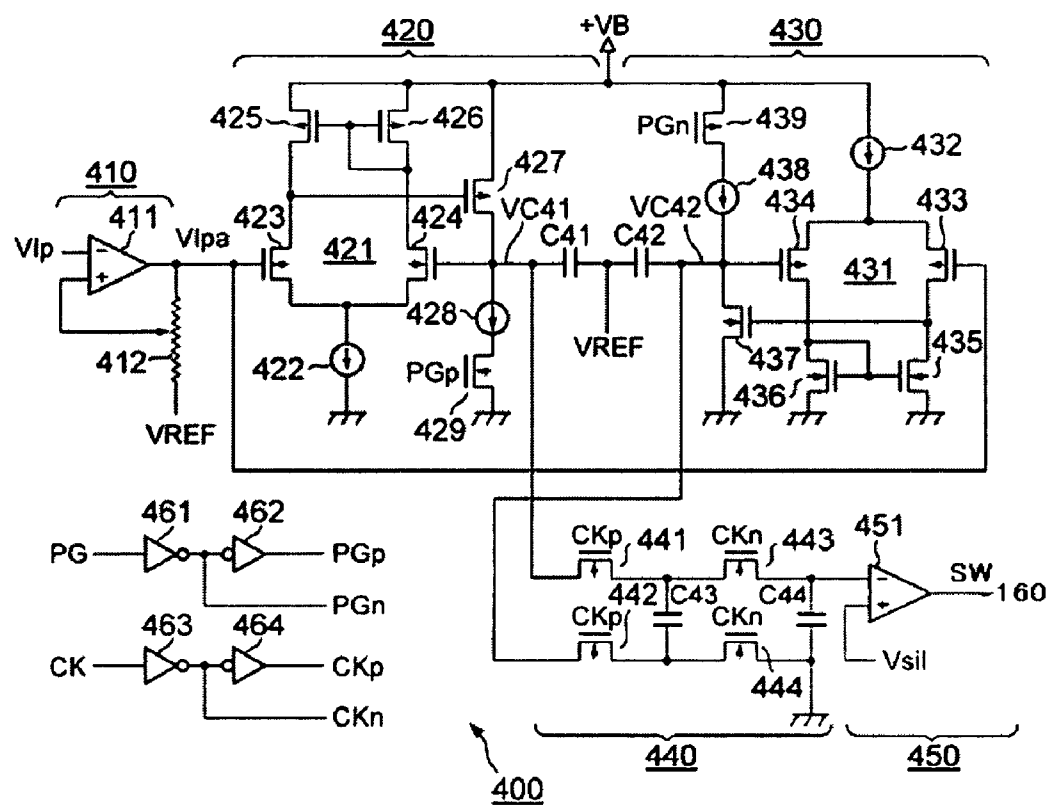 420
+VB
430
425
426
PGn
439
410
411
427
438
432
VIp
VIpa
423
424
VC41
VC42
434
433
C41
C42
421
431
412
422
428
VREF
437
435
436
PGp
429
VREF
461
462
PG
PGp
PGn
463
464
CK
CKp
CKn
CKp
441
CKn
443
451
SW
160
442
C43
C44
CKp
CKn
444
Vsil
440
450
400